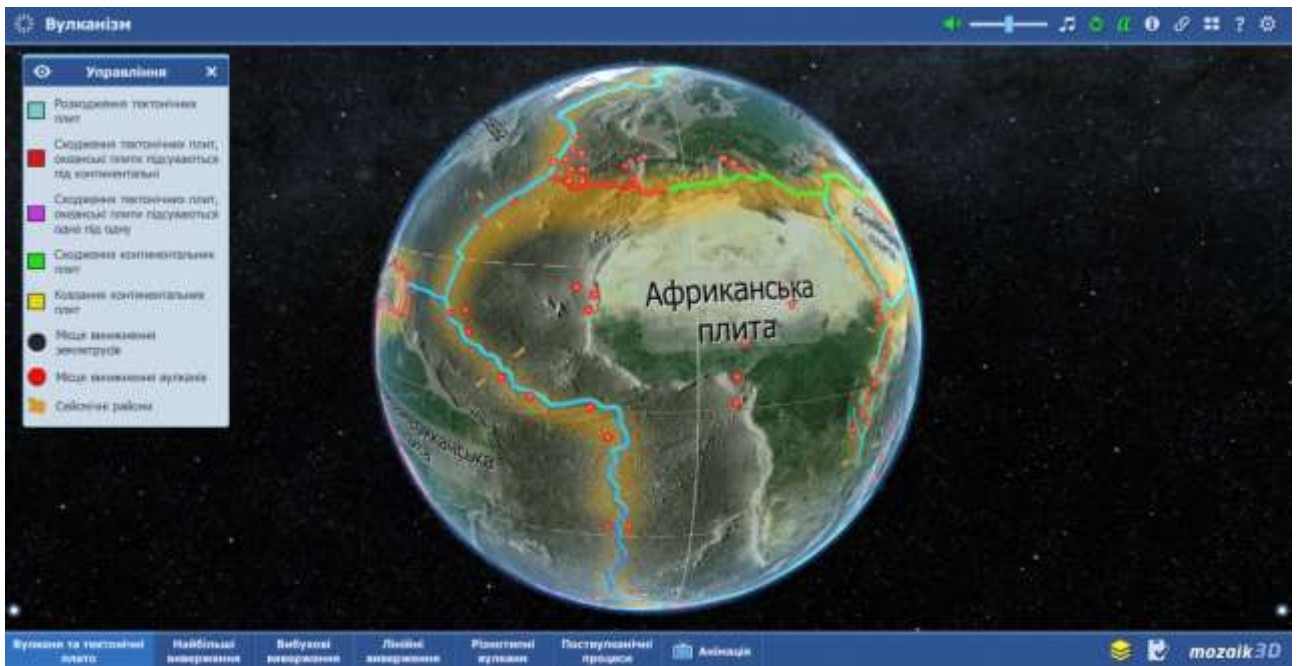 Вулканізм
?
Управління
×
Розходження тектонічних
плит
Сходження тектонічних плит,
океанські плити підсуваються
під континентальні
Сходження тектонічних плит,
океанські плити підсуваються
одна під одну
Сходження континентальних
плит
Ковзання континентальних
плит
Місце виникнення
землетрусів
Місце виникнення вулканів
Сейсмічні райони
Африканська
плита
Вулкани та тектонічні
плато
Найбільші
виверження
Вибухові
виверження
Лінійні
виверження
Різнотипні
вулкани
Поствулканічні
процеси
Анімація
mozaik3D